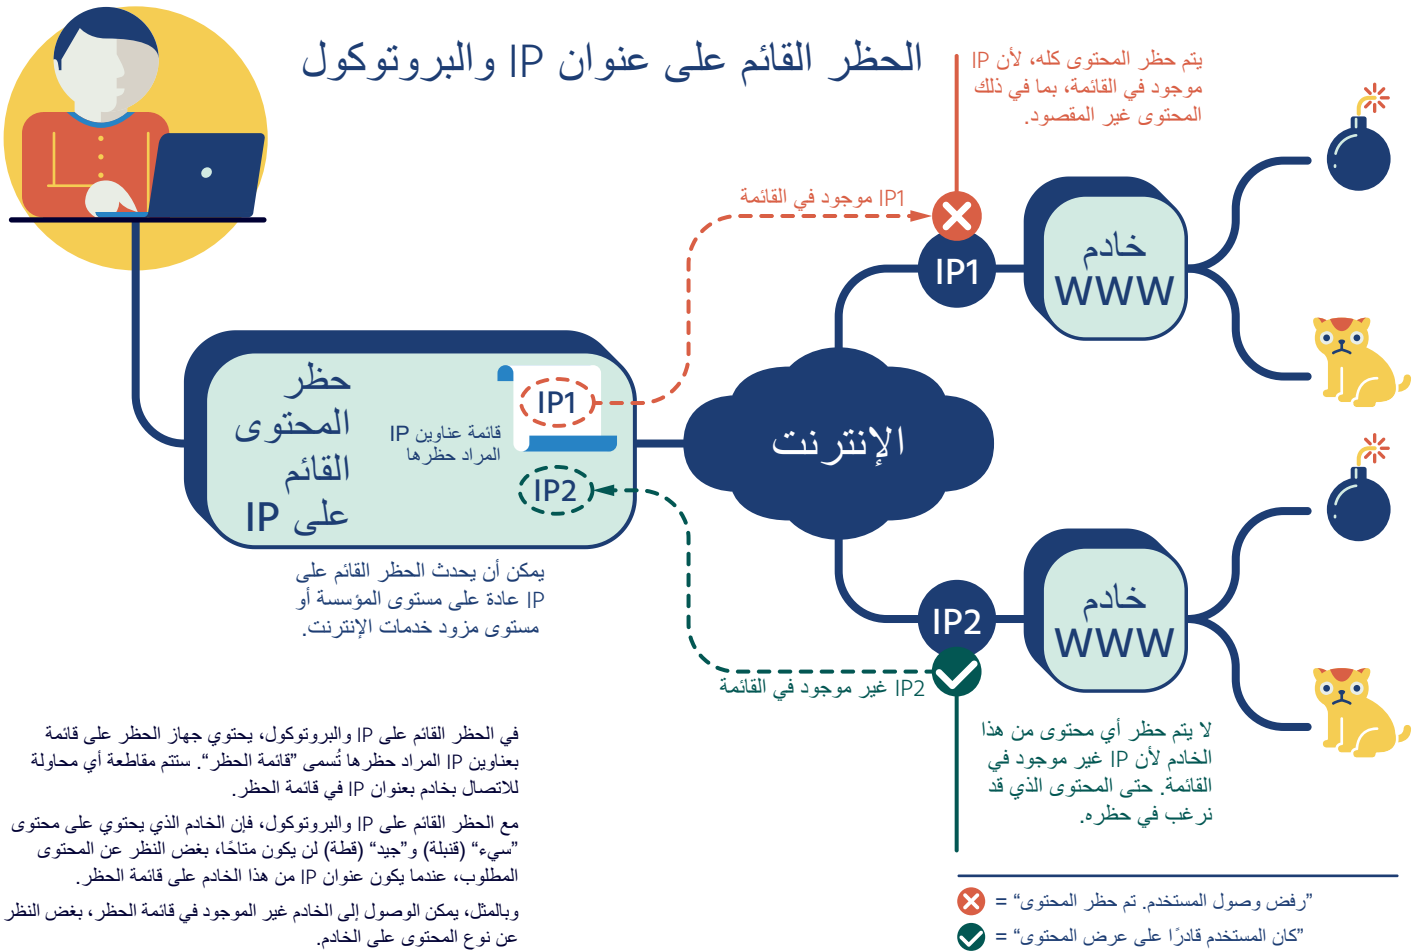 الحظر القائم على عنوان IP والبروتوكول
يتم حظر المحتوى كله، لأن IP
موجود في القائمة، بما في ذلك
المحتوى غير المقصود.
IP1 موجود في القائمة
IP1
خادم
WWW
حظر
المحتوى
القائم
على IP
IP1
قائمة عناوين IP
المراد حظرها
IP2
الإنترنت
يمكن أن يحدث الحظر القائم على
IP عادة على مستوى المؤسسة أو
مستوى مزود خدمات الإنترنت.
IP2
خادم
WWW
IP2 غير موجود في القائمة
لا يتم حظر أي محتوى من هذا
الخادم لأن IP غير موجود في
القائمة. حتى المحتوى الذي قد
نرغب في حظره.
في الحظر القائم على IP والبروتوكول، يحتوي جهاز الحظر على قائمة
بعناوين IP المراد حظرها تُسمى ”قائمة الحظر“. ستتم مقاطعة أي محاولة
للاتصال بخادم بعنوان IP في قائمة الحظر.
مع الحظر القائم على IP والبروتوكول، فإن الخادم الذي يحتوي على محتوى
”سيء“ (قنبلة) و”جيد“ (قطة) لن يكون متاحًا، بغض النظر عن المحتوى
المطلوب، عندما يكون عنوان IP من هذا الخادم على قائمة الحظر.
وبالمثل، يمكن الوصول إلى الخادم غير الموجود في قائمة الحظر، بغض النظر
عن نوع المحتوى على الخادم.
”رفض وصول المستخدم. تم حظر المحتوى“ =
”كان المستخدم قادرًا على عرض المحتوى“ =